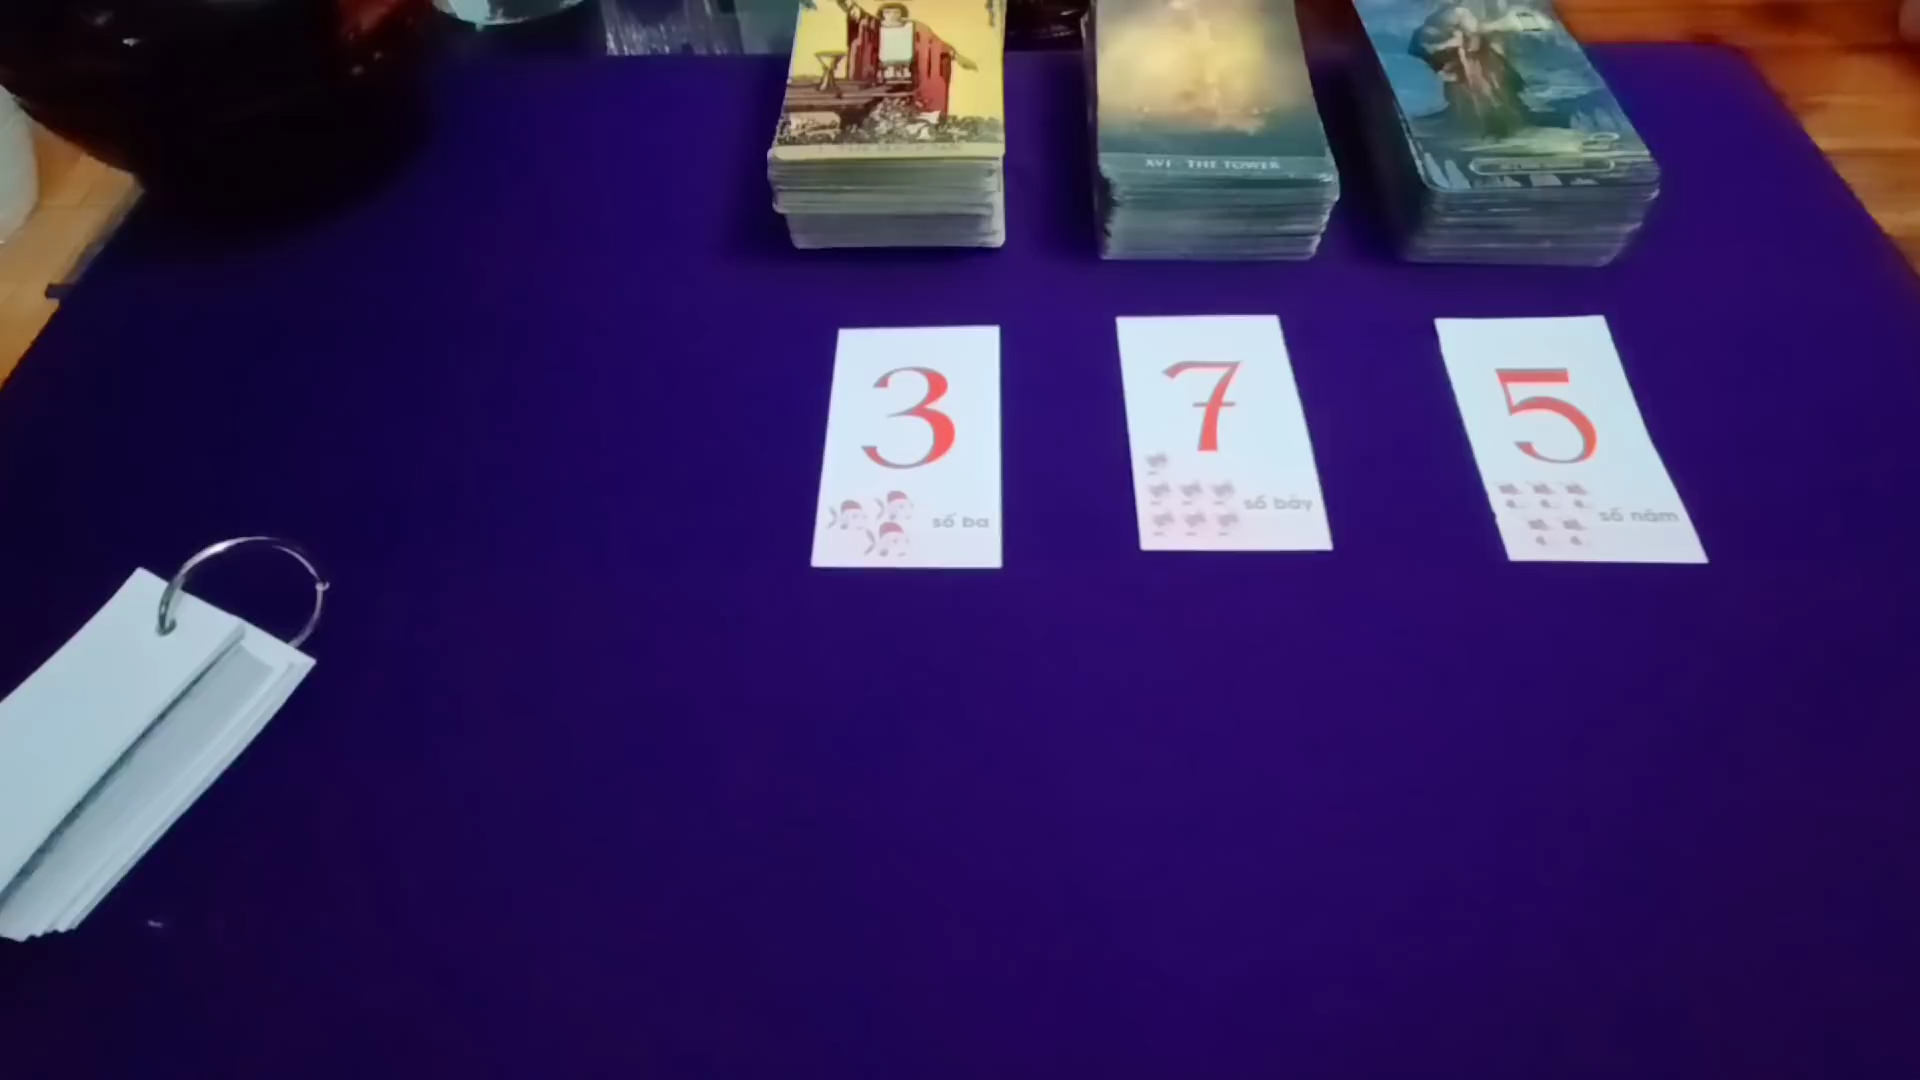 XVI · THE TOWER
3
số ba
7
số bảy
5
số năm